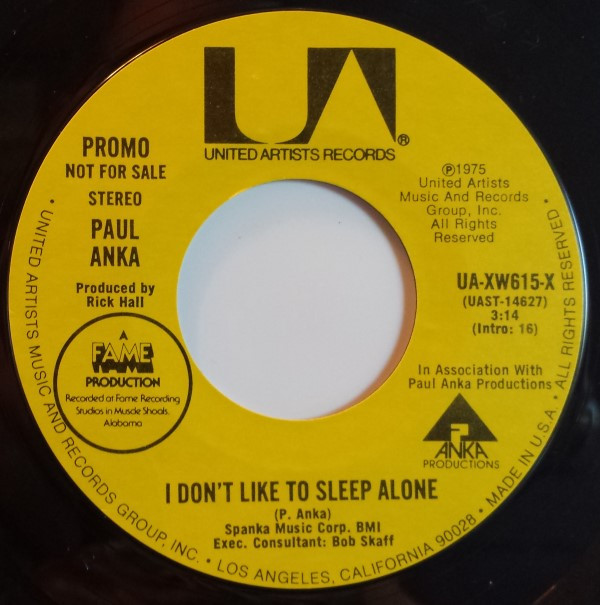 UA®
UNITED ARTISTS RECORDS
PROMO
NOT FOR SALE
STEREO
PAUL
ANKA
Produced by
Rick Hall
A
FAME
PRODUCTION
Recorded at Fame Recording
Studios in Muscle Shoals,
Alabama
℗1975
United Artists
Music And Records
Group, Inc.
All Rights
Reserved
UA-XW615-X
(UAST-14627)
3:14
(Intro: 16)
In Association With
Paul Anka Productions
P
ANKA
PRODUCTIONS
I DON'T LIKE TO SLEEP ALONE
(P. Anka)
Spanka Music Corp. BMI
Exec. Consultant: Bob Skaff
• UNITED ARTISTS MUSIC AND RECORDS GROUP, INC. • LOS ANGELES, CALIFORNIA 90028 • MADE IN U.S.A. • ALL RIGHTS RESERVED •